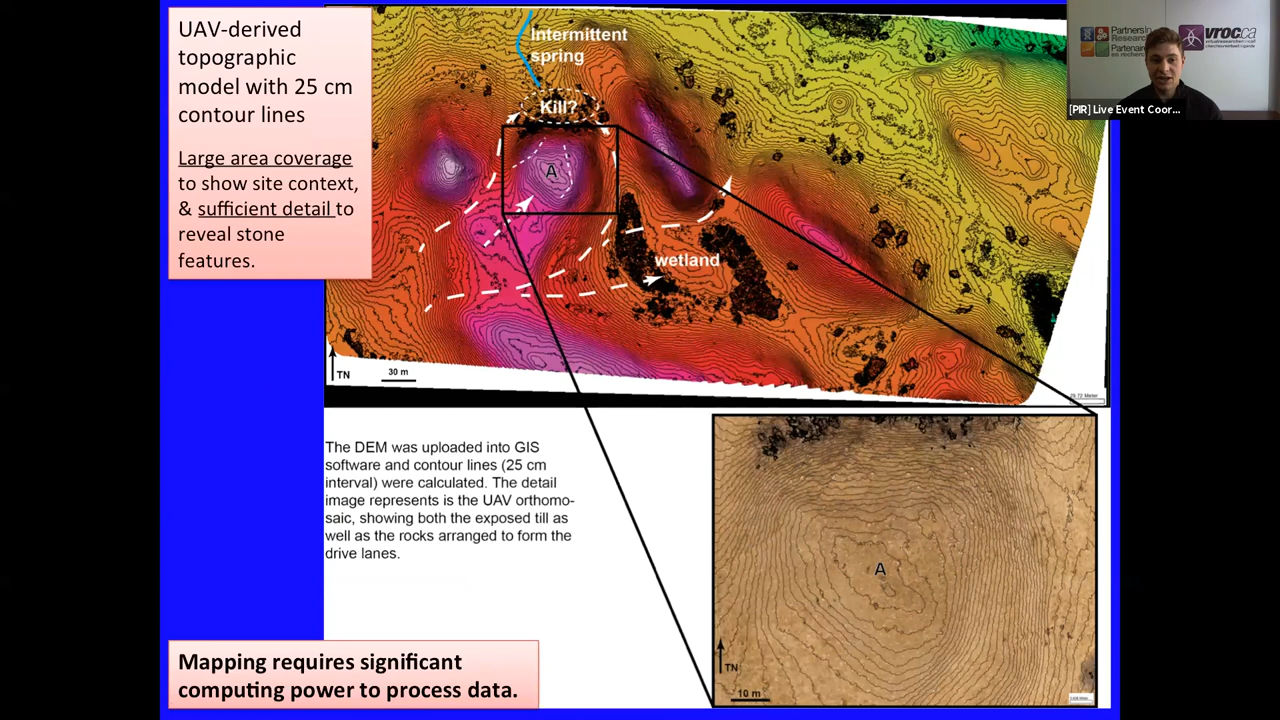 UAV-derived
topographic
model with 25 cm
contour lines
Large area coverage
to show site context,
& sufficient detail to
reveal stone
features.
Intermittent
spring
Kill?
A
wetland
TN
30 m
The DEM was uploaded into GIS
software and contour lines (25 cm
interval) were calculated. The detail
image represents is the UAV orthomo-
saic, showing both the exposed till as
well as the rocks arranged to form the
drive lanes.
A
TN
10 m
Mapping requires significant
computing power to process data.
Partners In
Research
Partenaires
en recherche
vrocca
[PIR] Live Event Coor...